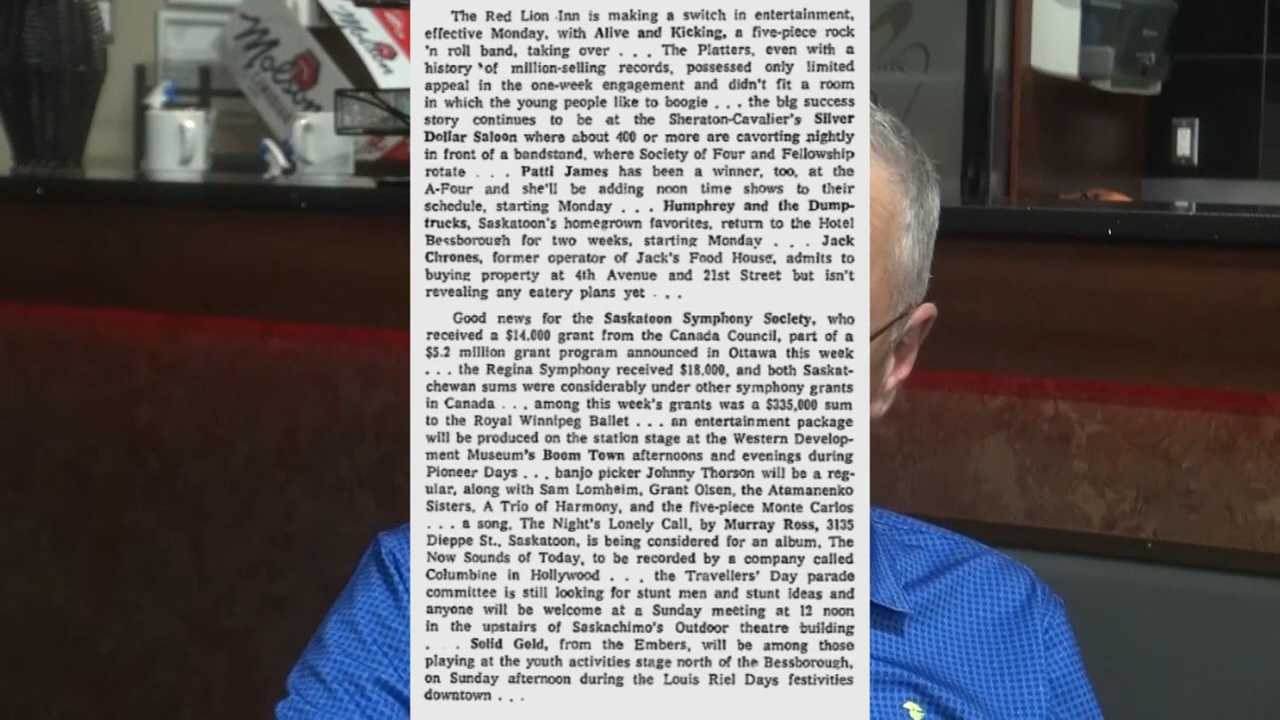 The Red Lion Inn is making a switch in entertainment,
effective Monday, with Alive and Kicking, a five-piece rock
'n roll band, taking over . . . The Platters, even with a
history of million-selling records, possessed only limited
appeal in the one-week engagement and didn't fit a room
in which the young people like to boogie . . . the big success
story continues to be at the Sheraton-Cavalier's Silver
Dollar Saloon where about 400 or more are cavorting nightly
in front of a bandstand, where Society of Four and Fellowship
rotate . . . Patti James has been a winner, too, at the
A-Four and she'll be adding noon time shows to their
schedule, starting Monday . . . Humphrey and the Dump-
trucks, Saskatoon's homegrown favorites, return to the Hotel
Bessborough for two weeks, starting Monday . . . Jack
Chrones, former operator of Jack's Food House, admits to
buying property at 4th Avenue and 21st Street but isn't
revealing any eatery plans yet . . .
Good news for the Saskatoon Symphony Society, who
received a $14,000 grant from the Canada Council, part of a
$5.2 million grant program announced in Ottawa this week
. . . the Regina Symphony received $18,000, and both Saskat-
chewan sums were considerably under other symphony grants
in Canada . . . among this week's grants was a $335,000 sum
to the Royal Winnipeg Ballet . . . an entertainment package
will be produced on the station stage at the Western Develop-
ment Museum's Boom Town afternoons and evenings during
Pioneer Days . . . banjo picker Johnny Thorson will be a reg-
ular, along with Sam Lomheim, Grant Olsen, the Atamanenko
Sisters, A Trio of Harmony, and the five-piece Monte Carlos
. . . a song, The Night's Lonely Call, by Murray Ross, 3135
Dieppe St., Saskatoon, is being considered for an album, The
Now Sounds of Today, to be recorded by a company called
Columbine in Hollywood . . . the Travellers' Day parade
committee is still looking for stunt men and stunt ideas and
anyone will be welcome at a Sunday meeting at 12 noon
in the upstairs of Saskachimo's Outdoor theatre building
. . . Solid Gold, from the Embers, will be among those
playing at the youth activities stage north of the Bessborough,
on Sunday afternoon during the Louis Riel Days festivities
downtown . . .
Molson